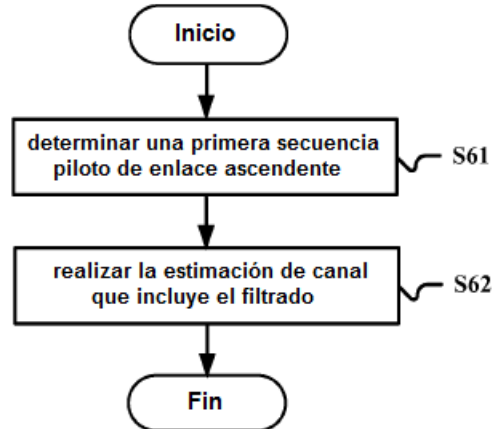 Inicio
determinar una primera secuencia
piloto de enlace ascendente
S61
realizar la estimación de canal
que incluye el filtrado
S62
Fin